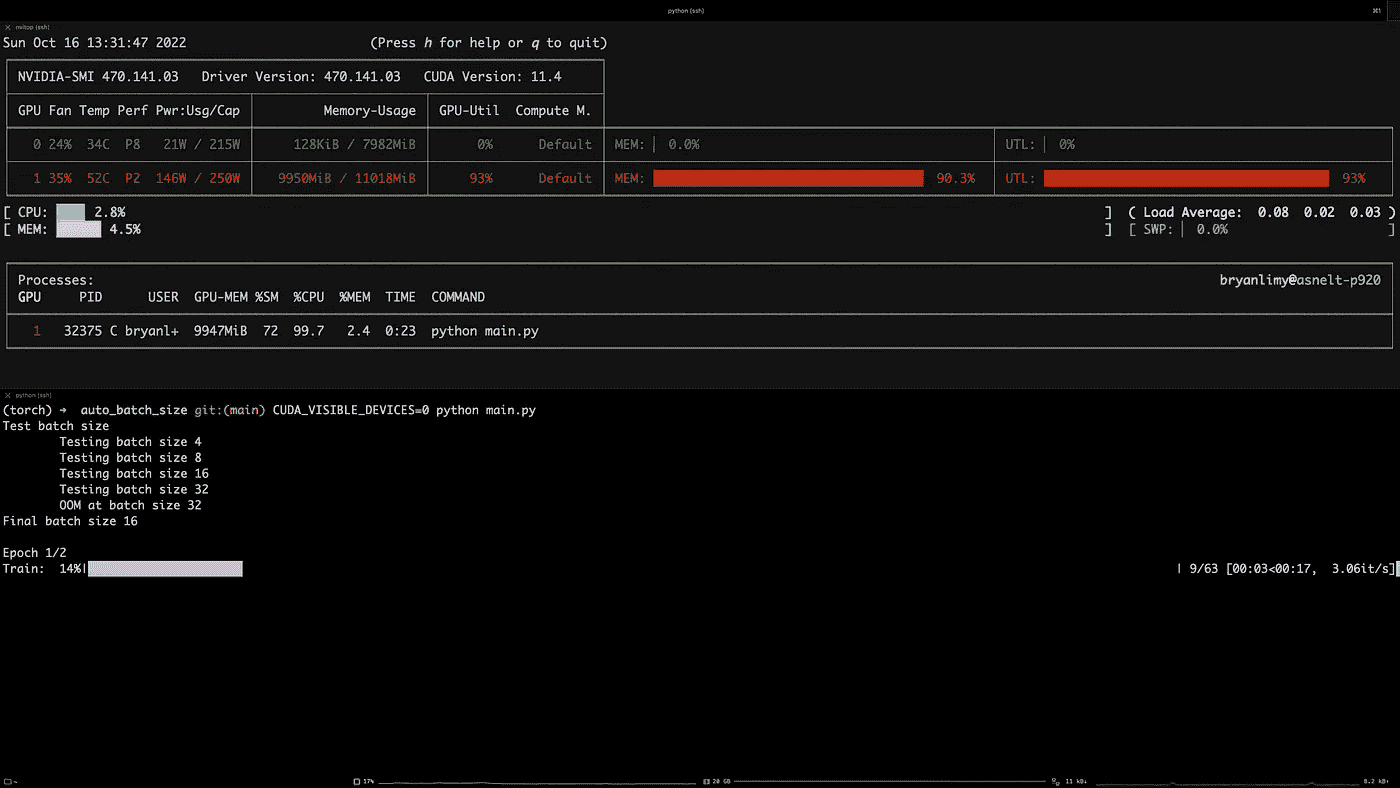 python (ssh)
⌘1
nvitop (ssh)
Sun Oct 16 13:31:47 2022 (Press h for help or q to quit)
NVIDIA-SMI 470.141.03 Driver Version: 470.141.03 CUDA Version: 11.4
GPU Fan Temp Perf Pwr:Usg/Cap Memory-Usage GPU-Util Compute M.
0 24% 34C P8 21W / 215W 128KiB / 7982MiB 0% Default MEM: 0.0% UTL: 0%
1 35% 52C P2 146W / 250W 9950MiB / 11018MiB 93% Default MEM: 90.3% UTL: 93%
[ CPU: 2.8% ] ( Load Average: 0.08 0.02 0.03 )
[ MEM: 4.5% ] [ SWP: 0.0% ]
Processes: bryanlimy@asnelt-p920
GPU PID USER GPU-MEM %SM %CPU %MEM TIME COMMAND
1 32375 C bryanl+ 9947MiB 72 99.7 2.4 0:23 python main.py
python (ssh)
(torch) → auto_batch_size git:(main) CUDA_VISIBLE_DEVICES=0 python main.py
Test batch size
Testing batch size 4
Testing batch size 8
Testing batch size 16
Testing batch size 32
OOM at batch size 32
Final batch size 16
Epoch 1/2
Train: 14%| | 9/63 [00:03<00:17, 3.06it/s]
~ 17% 20 GB 11 kB↓ 8.2 kB↑